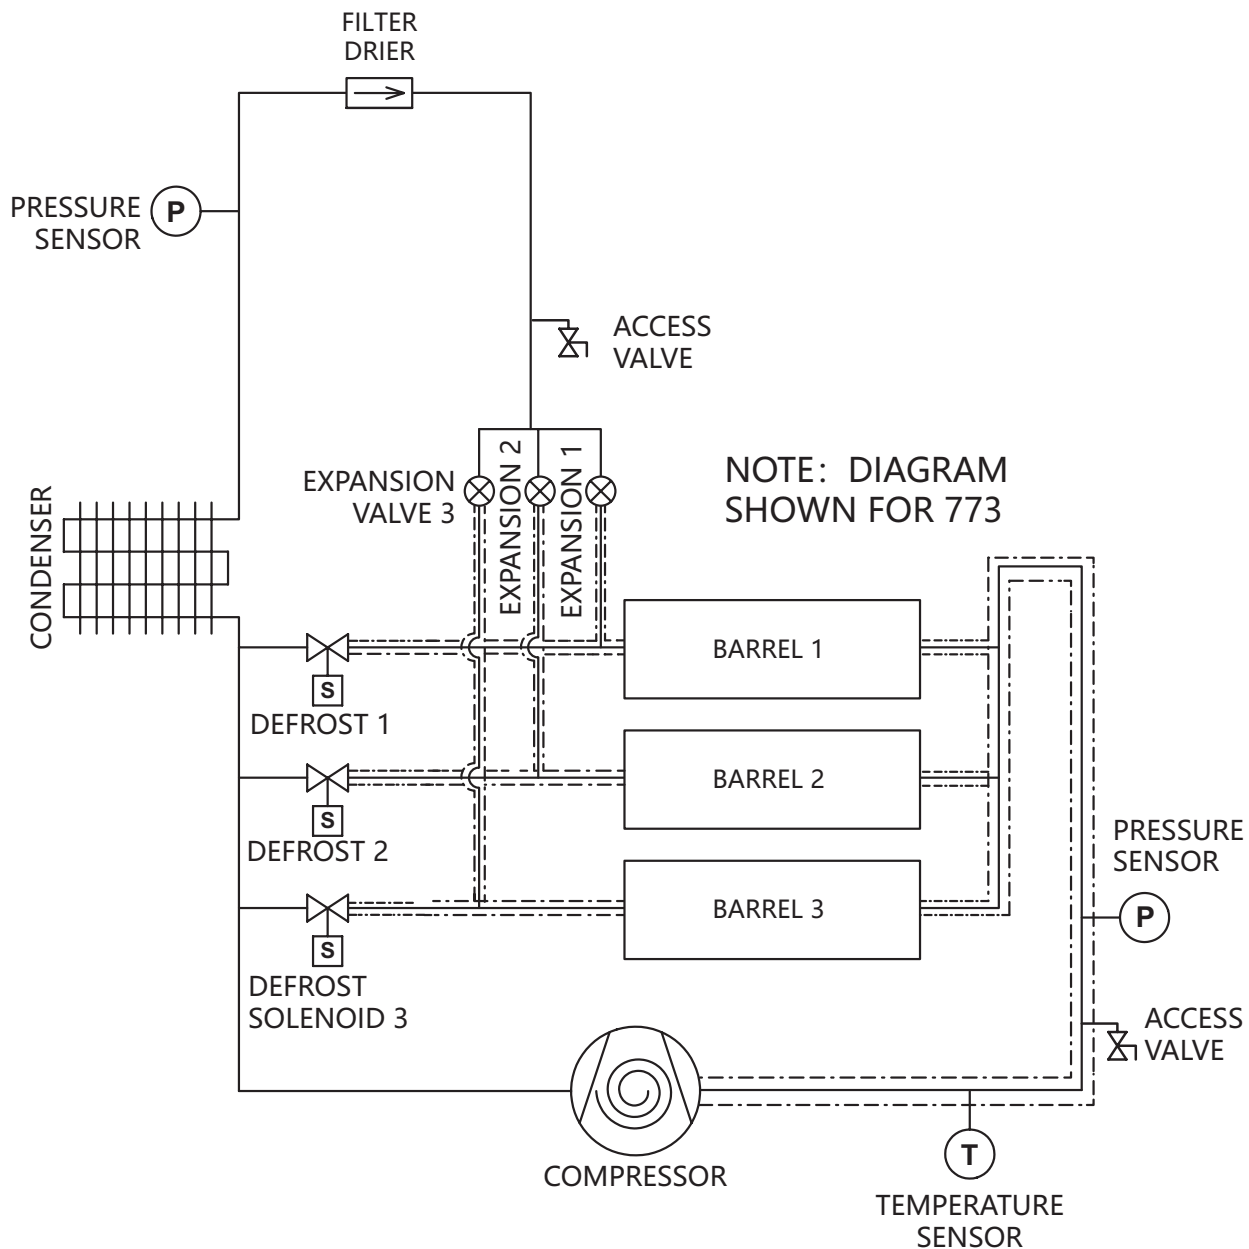 FILTER
DRIER
PRESSURE
SENSOR
P
ACCESS
VALVE
EXPANSION
VALVE 3
EXPANSION 2
EXPANSION 1
NOTE: DIAGRAM
SHOWN FOR 773
CONDENSER
BARREL 1
S
DEFROST 1
BARREL 2
S
DEFROST 2
BARREL 3
S
DEFROST
SOLENOID 3
PRESSURE
SENSOR
P
ACCESS
VALVE
COMPRESSOR
T
TEMPERATURE
SENSOR